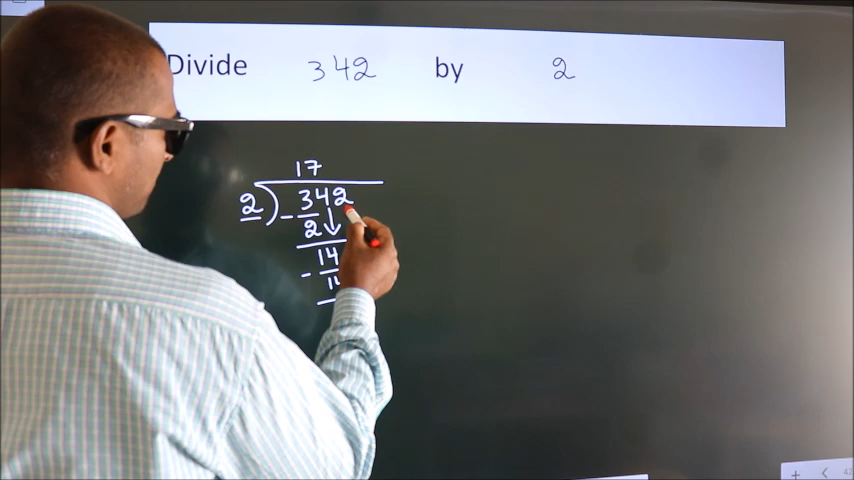 Divide 342 by 2
17
2 ) - 342
2 ↓
14
- 14